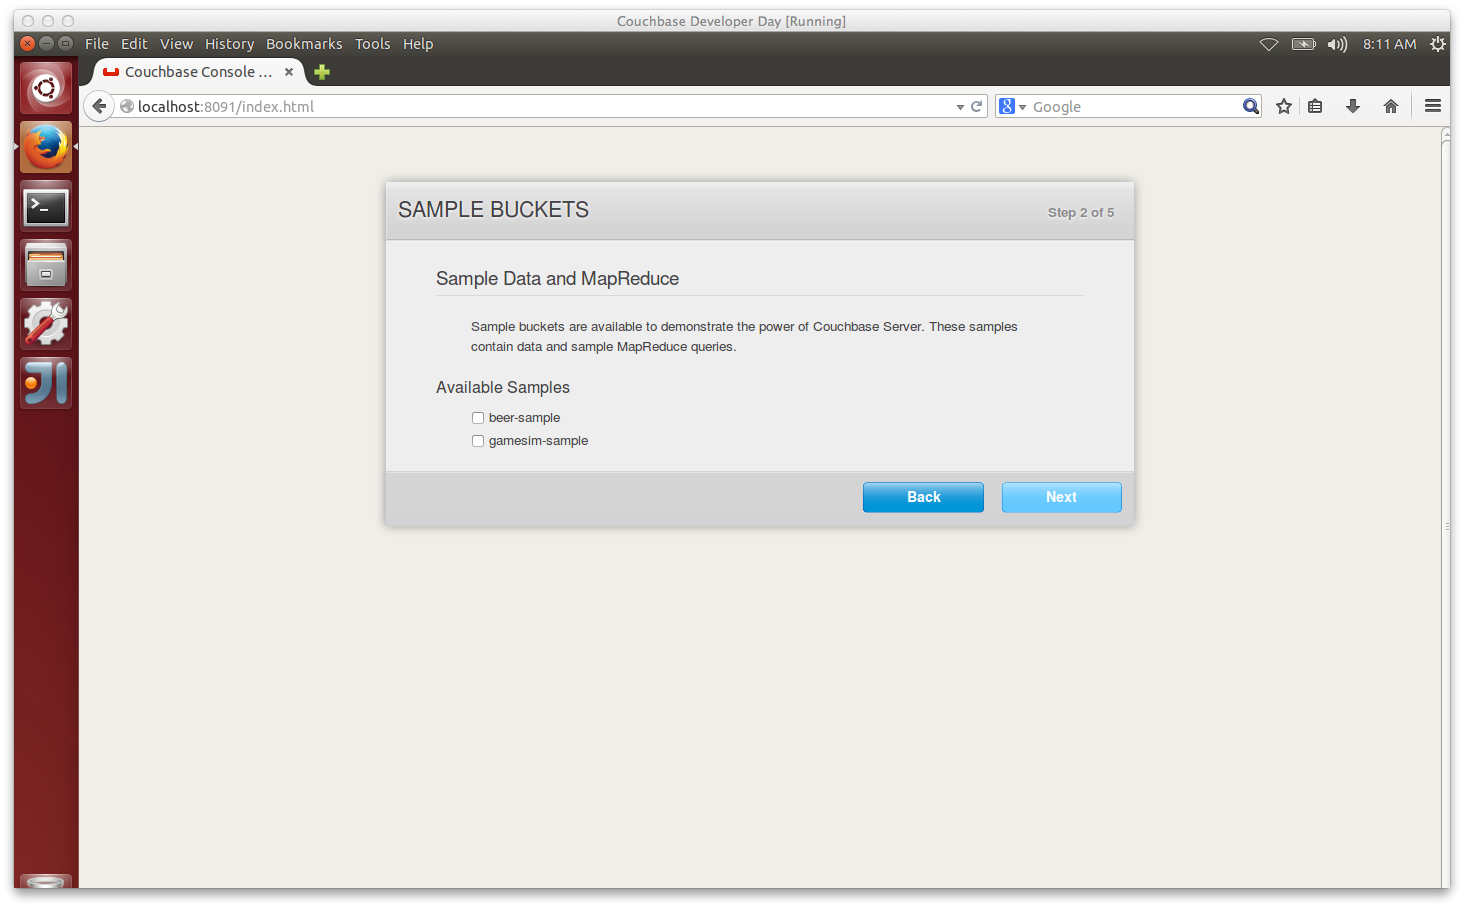 Couchbase Developer Day [Running]
File Edit View History Bookmarks Tools Help
8:11 AM
Couchbase Console ...
localhost:8091/index.html
8
Google
SAMPLE BUCKETS
Step 2 of 5
Sample Data and MapReduce
Sample buckets are available to demonstrate the power of Couchbase Server. These samples
contain data and sample MapReduce queries.
Available Samples
beer-sample
gamesim-sample
Back
Next